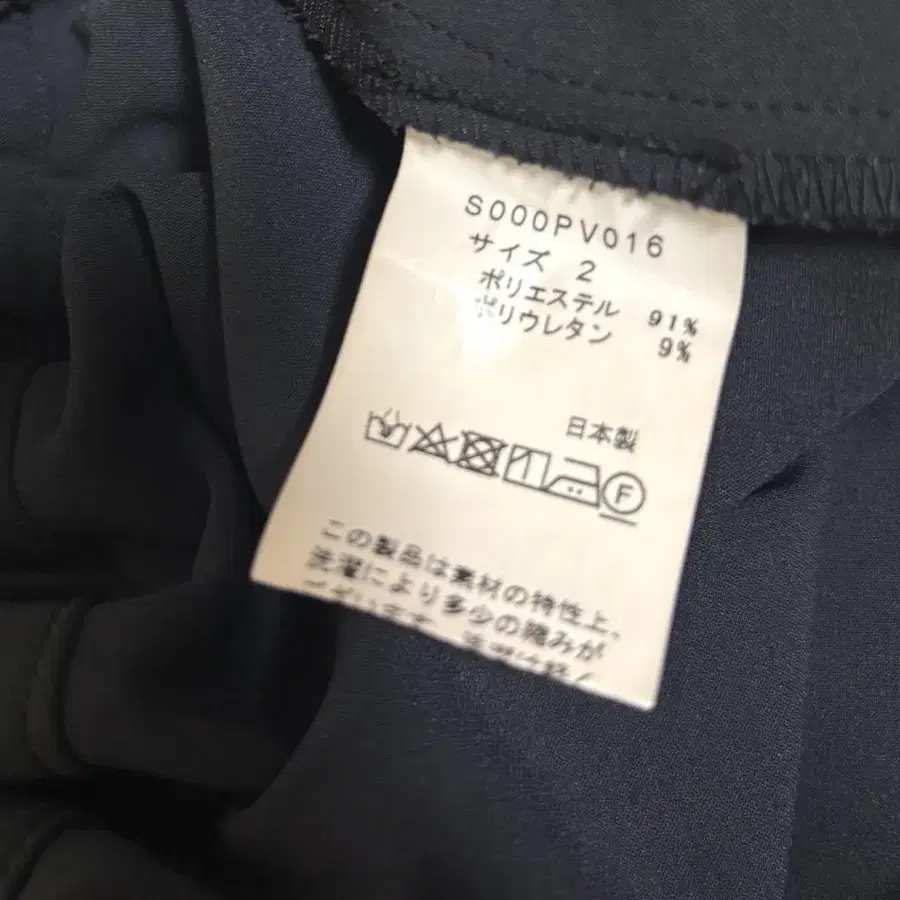 S000PV016
サイズ 2
ポリエステル 91%
ポリウレタン 9%
日本製
F
この製品は素材の特性上、
洗濯により多少の縮みが